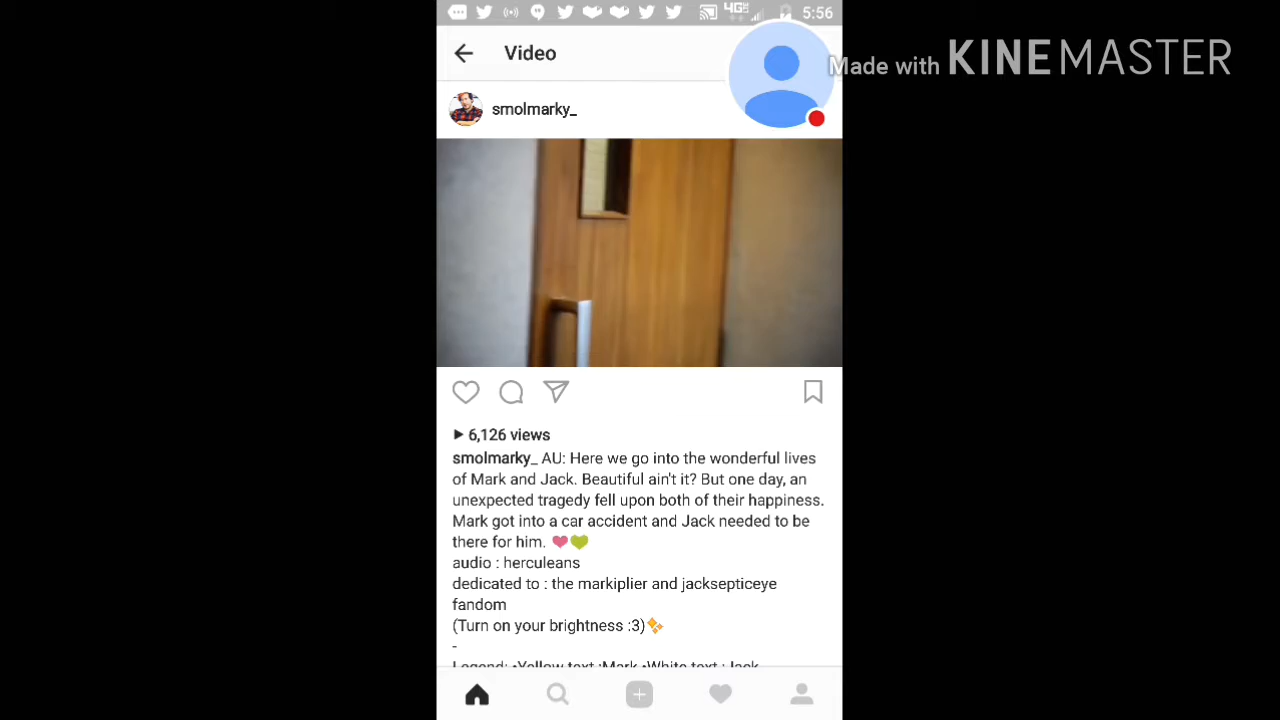 4G 5:56
Video
Made with KINEMASTER
smolmarky_
6,126 views
smolmarky_ AU: Here we go into the wonderful lives
of Mark and Jack. Beautiful ain't it? But one day, an
unexpected tragedy fell upon both of their happiness.
Mark got into a car accident and Jack needed to be
there for him. 
audio : herculeans
dedicated to : the markiplier and jacksepticeye
fandom
(Turn on your brightness :3)
-
Legend: •Yellow text :Mark •White text : Jack